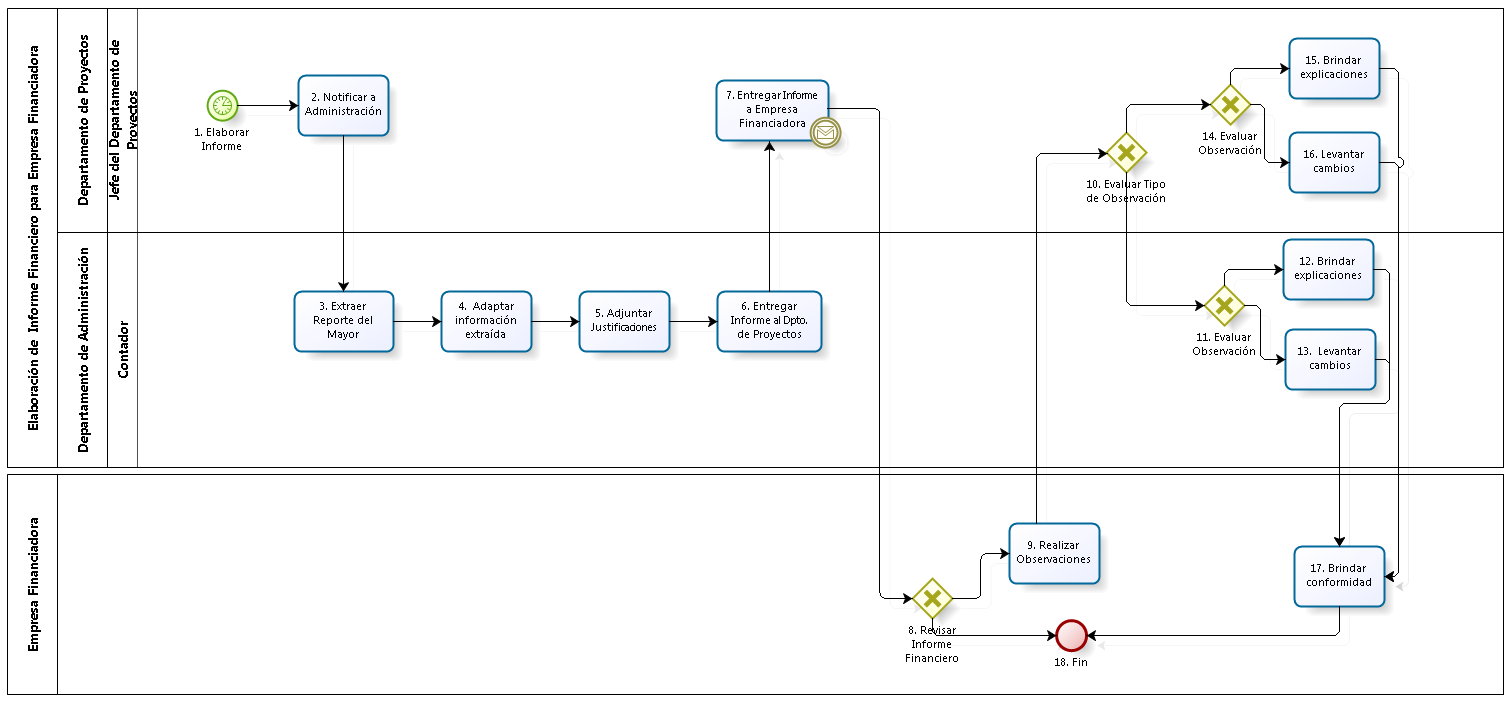 Elaboración de Informe Financiero para Empresa Financiadora
Departamento de Proyectos
Jefe del Departamento de
Proyectos
1. Elaborar
Informe
2. Notificar a
Administración
7. Entregar Informe
a Empresa
Financiadora
10. Evaluar Tipo
de Observación
14. Evaluar
Observación
15. Brindar
explicaciones
16. Levantar
cambios
Departamento de Administración
Contador
3. Extraer
Reporte del
Mayor
4. Adaptar
información
extraída
5. Adjuntar
Justificaciones
6. Entregar
Informe al Dpto.
de Proyectos
11. Evaluar
Observación
12. Brindar
explicaciones
13. Levantar
cambios
Empresa Financiadora
8. Revisar
Informe
Financiero
9. Realizar
Observaciones
17. Brindar
conformidad
18. Fin